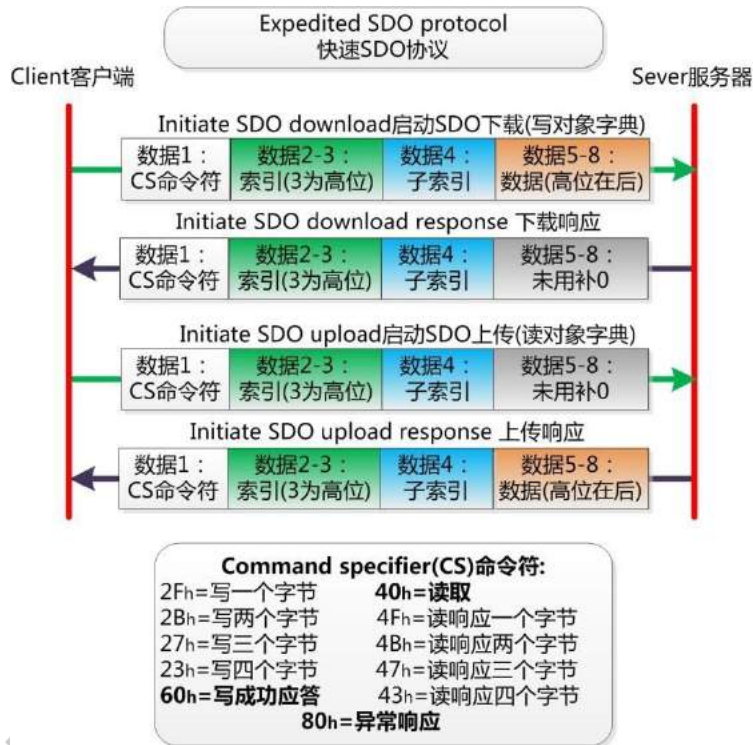 Expedited SDO protocol
快速SDO协议
Client客户端
Sever服务器
Initiate SDO download启动SDO下载(写对象字典)
数据1： 数据2-3： 数据4： 数据5-8：
CS命令符 索引(3为高位) 子索引 数据(高位在后)
Initiate SDO download response 下载响应
数据1： 数据2-3： 数据4： 数据5-8：
CS命令符 索引(3为高位) 子索引 未用补0
Initiate SDO upload启动SDO上传(读对象字典)
数据1： 数据2-3： 数据4： 数据5-8：
CS命令符 索引(3为高位) 子索引 未用补0
Initiate SDO upload response 上传响应
数据1： 数据2-3： 数据4： 数据5-8：
CS命令符 索引(3为高位) 子索引 数据(高位在后)
Command specifier(CS)命令符:
2Fh=写一个字节 40h=读取
2Bh=写两个字节 4Fh=读响应一个字节
27h=写三个字节 4Bh=读响应两个字节
23h=写四个字节 47h=读响应三个字节
60h=写成功应答 43h=读响应四个字节
80h=异常响应